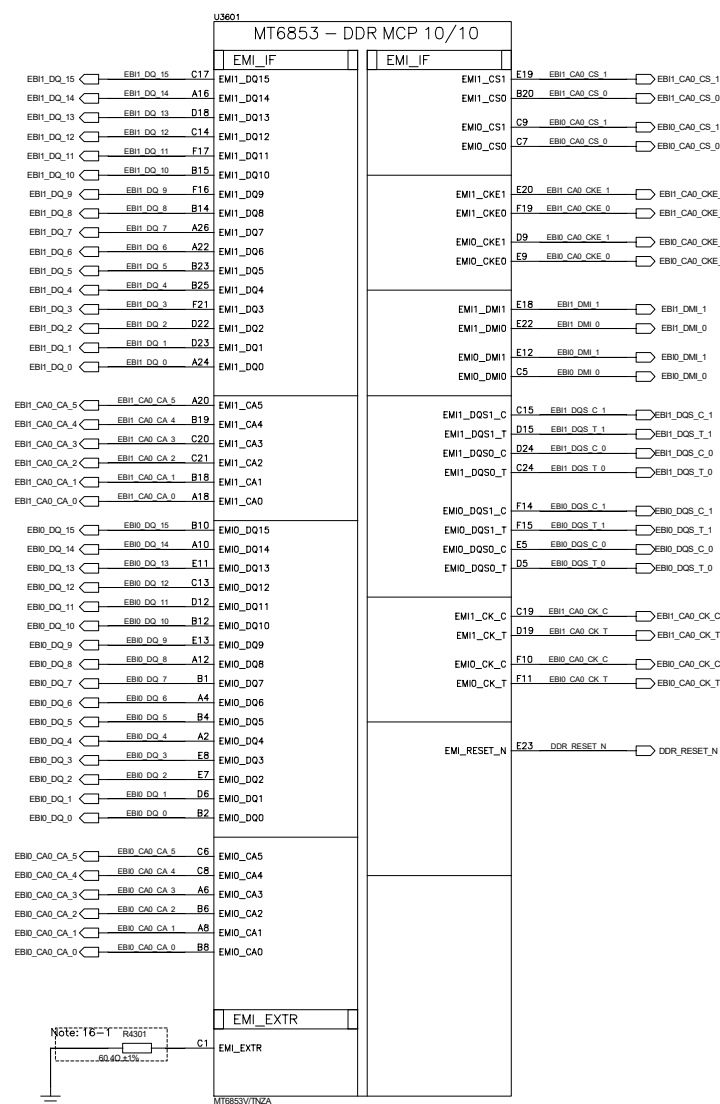 U3601
MT6853 – DDR MCP 10/10
EMI_IF
EBI1_DQ_15 EBI1_DQ_15 C17 EMI1_DQ15
EBI1_DQ_14 EBI1_DQ_14 A16 EMI1_DQ14
EBI1_DQ_13 EBI1_DQ_13 D18 EMI1_DQ13
EBI1_DQ_12 EBI1_DQ_12 C14 EMI1_DQ12
EBI1_DQ_11 EBI1_DQ_11 F17 EMI1_DQ11
EBI1_DQ_10 EBI1_DQ_10 B15 EMI1_DQ10
EBI1_DQ_9 EBI1_DQ_9 F16 EMI1_DQ9
EBI1_DQ_8 EBI1_DQ_8 B14 EMI1_DQ8
EBI1_DQ_7 EBI1_DQ_7 A26 EMI1_DQ7
EBI1_DQ_6 EBI1_DQ_6 A22 EMI1_DQ6
EBI1_DQ_5 EBI1_DQ_5 B23 EMI1_DQ5
EBI1_DQ_4 EBI1_DQ_4 B25 EMI1_DQ4
EBI1_DQ_3 EBI1_DQ_3 F21 EMI1_DQ3
EBI1_DQ_2 EBI1_DQ_2 D22 EMI1_DQ2
EBI1_DQ_1 EBI1_DQ_1 D23 EMI1_DQ1
EBI1_DQ_0 EBI1_DQ_0 A24 EMI1_DQ0
EBI1_CA0_CA_5 EBI1_CA0_CA_5 A20 EMI1_CA5
EBI1_CA0_CA_4 EBI1_CA0_CA_4 B19 EMI1_CA4
EBI1_CA0_CA_3 EBI1_CA0_CA_3 C20 EMI1_CA3
EBI1_CA0_CA_2 EBI1_CA0_CA_2 C21 EMI1_CA2
EBI1_CA0_CA_1 EBI1_CA0_CA_1 B18 EMI1_CA1
EBI1_CA0_CA_0 EBI1_CA0_CA_0 A18 EMI1_CA0
EBI0_DQ_15 EBI0_DQ_15 B10 EMI0_DQ15
EBI0_DQ_14 EBI0_DQ_14 A10 EMI0_DQ14
EBI0_DQ_13 EBI0_DQ_13 E11 EMI0_DQ13
EBI0_DQ_12 EBI0_DQ_12 C13 EMI0_DQ12
EBI0_DQ_11 EBI0_DQ_11 D12 EMI0_DQ11
EBI0_DQ_10 EBI0_DQ_10 B12 EMI0_DQ10
EBI0_DQ_9 EBI0_DQ_9 E13 EMI0_DQ9
EBI0_DQ_8 EBI0_DQ_8 A12 EMI0_DQ8
EBI0_DQ_7 EBI0_DQ_7 B1 EMI0_DQ7
EBI0_DQ_6 EBI0_DQ_6 A4 EMI0_DQ6
EBI0_DQ_5 EBI0_DQ_5 B4 EMI0_DQ5
EBI0_DQ_4 EBI0_DQ_4 A2 EMI0_DQ4
EBI0_DQ_3 EBI0_DQ_3 E8 EMI0_DQ3
EBI0_DQ_2 EBI0_DQ_2 E7 EMI0_DQ2
EBI0_DQ_1 EBI0_DQ_1 D6 EMI0_DQ1
EBI0_DQ_0 EBI0_DQ_0 B2 EMI0_DQ0
EBI0_CA0_CA_5 EBI0_CA0_CA_5 C6 EMI0_CA5
EBI0_CA0_CA_4 EBI0_CA0_CA_4 C8 EMI0_CA4
EBI0_CA0_CA_3 EBI0_CA0_CA_3 A6 EMI0_CA3
EBI0_CA0_CA_2 EBI0_CA0_CA_2 B6 EMI0_CA2
EBI0_CA0_CA_1 EBI0_CA0_CA_1 A8 EMI0_CA1
EBI0_CA0_CA_0 EBI0_CA0_CA_0 B8 EMI0_CA0
EMI_EXTR
Note: 16-1 R4301
C1 EMI_EXTR
60.4Ω ±1%
MT6853V/TNZA
EMI_IF
EMI1_CS1 E19 EBI1_CA0_CS_1 EBI1_CA0_CS_1
EMI1_CS0 B20 EBI1_CA0_CS_0 EBI1_CA0_CS_0
EMI0_CS1 C9 EBI0_CA0_CS_1 EBI0_CA0_CS_1
EMI0_CS0 C7 EBI0_CA0_CS_0 EBI0_CA0_CS_0
EMI1_CKE1 E20 EBI1_CA0_CKE_1 EBI1_CA0_CKE_
EMI1_CKE0 F19 EBI1_CA0_CKE_0 EBI1_CA0_CKE_
EMI0_CKE1 D9 EBI0_CA0_CKE_1 EBI0_CA0_CKE_
EMI0_CKE0 E9 EBI0_CA0_CKE_0 EBI0_CA0_CKE_
EMI1_DMI1 E18 EBI1_DMI_1 EBI1_DMI_1
EMI1_DMI0 E22 EBI1_DMI_0 EBI1_DMI_0
EMI0_DMI1 E12 EBI0_DMI_1 EBI0_DMI_1
EMI0_DMI0 C5 EBI0_DMI_0 EBI0_DMI_0
EMI1_DQS1_C C15 EBI1_DQS_C_1 EBI1_DQS_C_1
EMI1_DQS1_T D15 EBI1_DQS_T_1 EBI1_DQS_T_1
EMI1_DQS0_C D24 EBI1_DQS_C_0 EBI1_DQS_C_0
EMI1_DQS0_T C24 EBI1_DQS_T_0 EBI1_DQS_T_0
EMI0_DQS1_C F14 EBI0_DQS_C_1 EBI0_DQS_C_1
EMI0_DQS1_T F15 EBI0_DQS_T_1 EBI0_DQS_T_1
EMI0_DQS0_C E5 EBI0_DQS_C_0 EBI0_DQS_C_0
EMI0_DQS0_T D5 EBI0_DQS_T_0 EBI0_DQS_T_0
EMI1_CK_C C19 EBI1_CA0_CK_C EBI1_CA0_CK_C
EMI1_CK_T D19 EBI1_CA0_CK_T EBI1_CA0_CK_T
EMI0_CK_C F10 EBI0_CA0_CK_C EBI0_CA0_CK_C
EMI0_CK_T F11 EBI0_CA0_CK_T EBI0_CA0_CK_T
EMI_RESET_N E23 DDR_RESET_N DDR_RESET_N